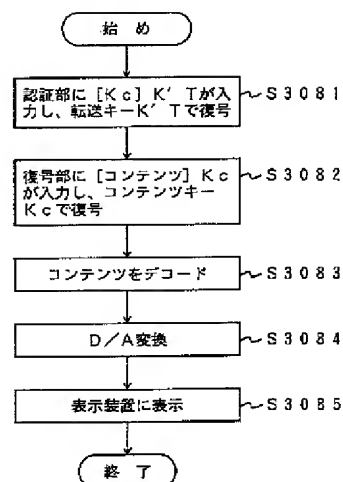 始め
認証部に[Kc]K'Tが入
力し、転送キーK'Tで復号
S3081
復号部に[コンテンツ]Kc
が入力し、コンテンツキー
Kcで復号
S3082
コンテンツをデコード
S3083
D/A変換
S3084
表示装置に表示
S3085
終了